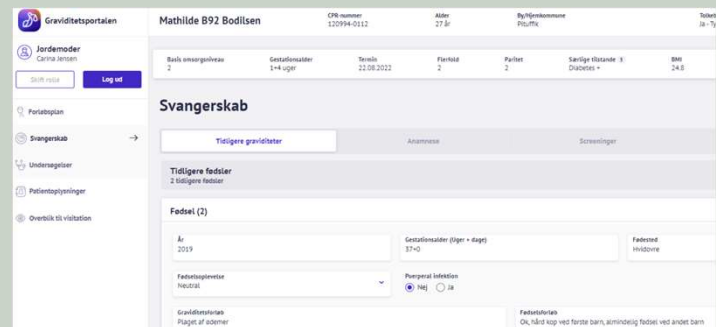 Graviditetsportalen
Mathilde B92 Bodilsen
CPR-nummer
120994-0112
Alder
27 år
By/Hjemkommune
Pituffik
Jordemoder
Carina Jensen
Skift rolle
Log ud
Basis omsorgsniveau
2
Gestationsalder
1+4 uger
Termin
22.08.2022
Flerfold
2
Paritet
2
Særlige tilstande 3
Diabetes +
BMI
24.8
Forløbsplan
Svangerskab
Undersøgelser
Patientoplysninger
Overblik til visitation
Svangerskab
Tidligere graviditeter
Anamnese
Screeninger
Tidligere fødsler
2 tidligere fødsler
Fødsel (2)
År
2019
Gestationsalder (Uger + dage)
37+0
Fødested
Hvidovre
Fødselsoplevelse
Neutral
Puerperal infektion
Nej
Ja
Graviditetsforløb
Plaget af ødemer
Fødselsforløb
Ok, hård kop ved første barn, almindelig fødsel ved andet barn